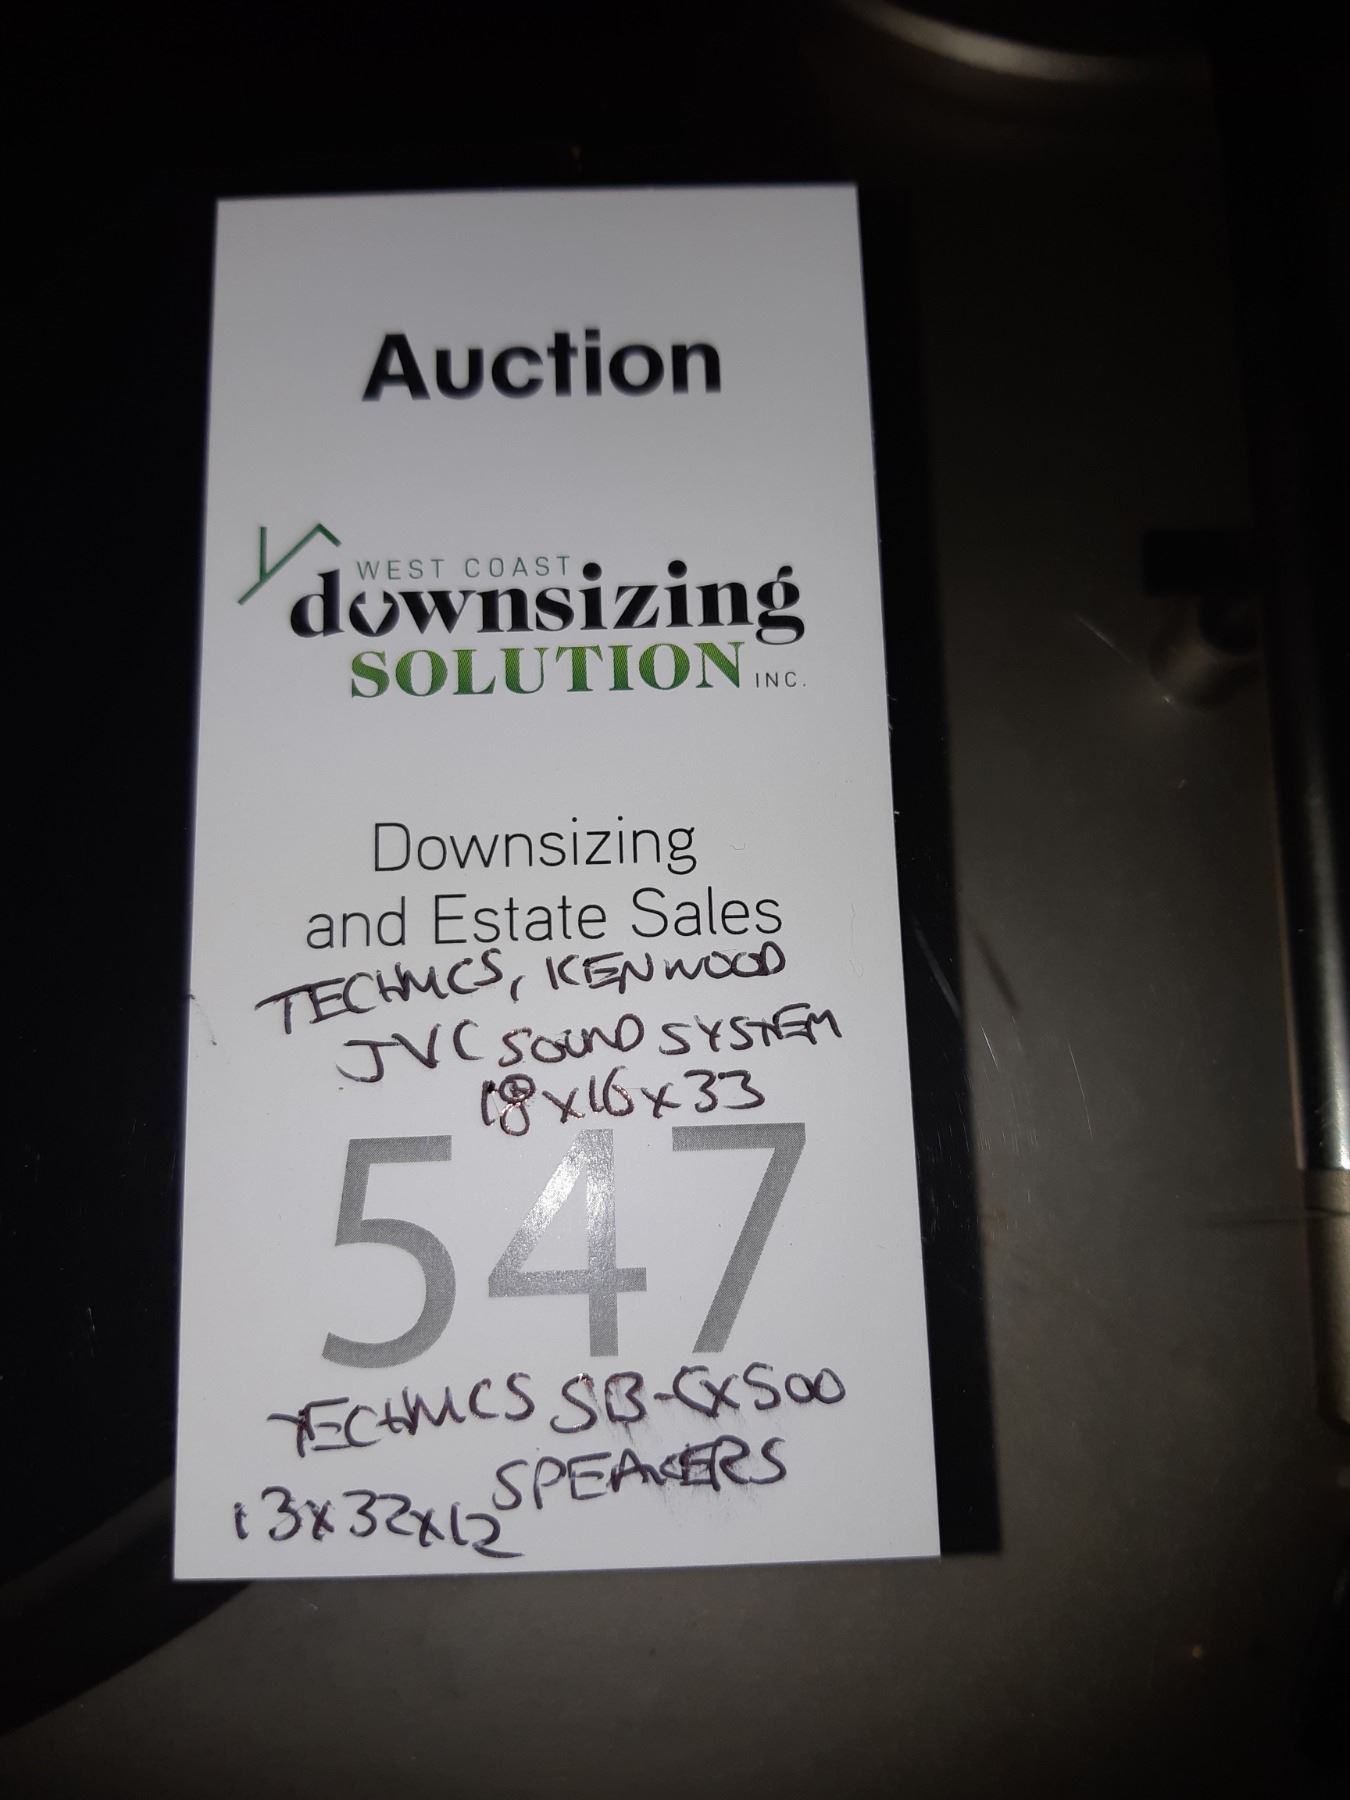 Auction
WEST COAST
downsizing
SOLUTION INC.
Downsizing
and Estate Sales
TECHNICS, KENWOOD
JVC SOUND SYSTEM
18x16x33
547
TECHNICS SB-CX500
SPEAKERS
13x32x12